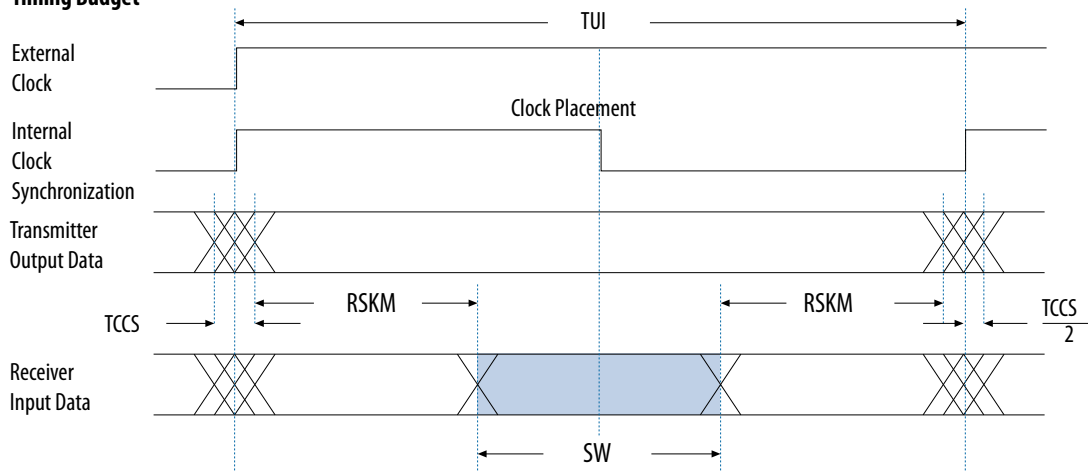 Timing Budget
TUI
External
Clock
Clock Placement
Internal
Clock
Synchronization
Transmitter
Output Data
RSKM
RSKM
TCCS
TCCS
2
Receiver
Input Data
SW